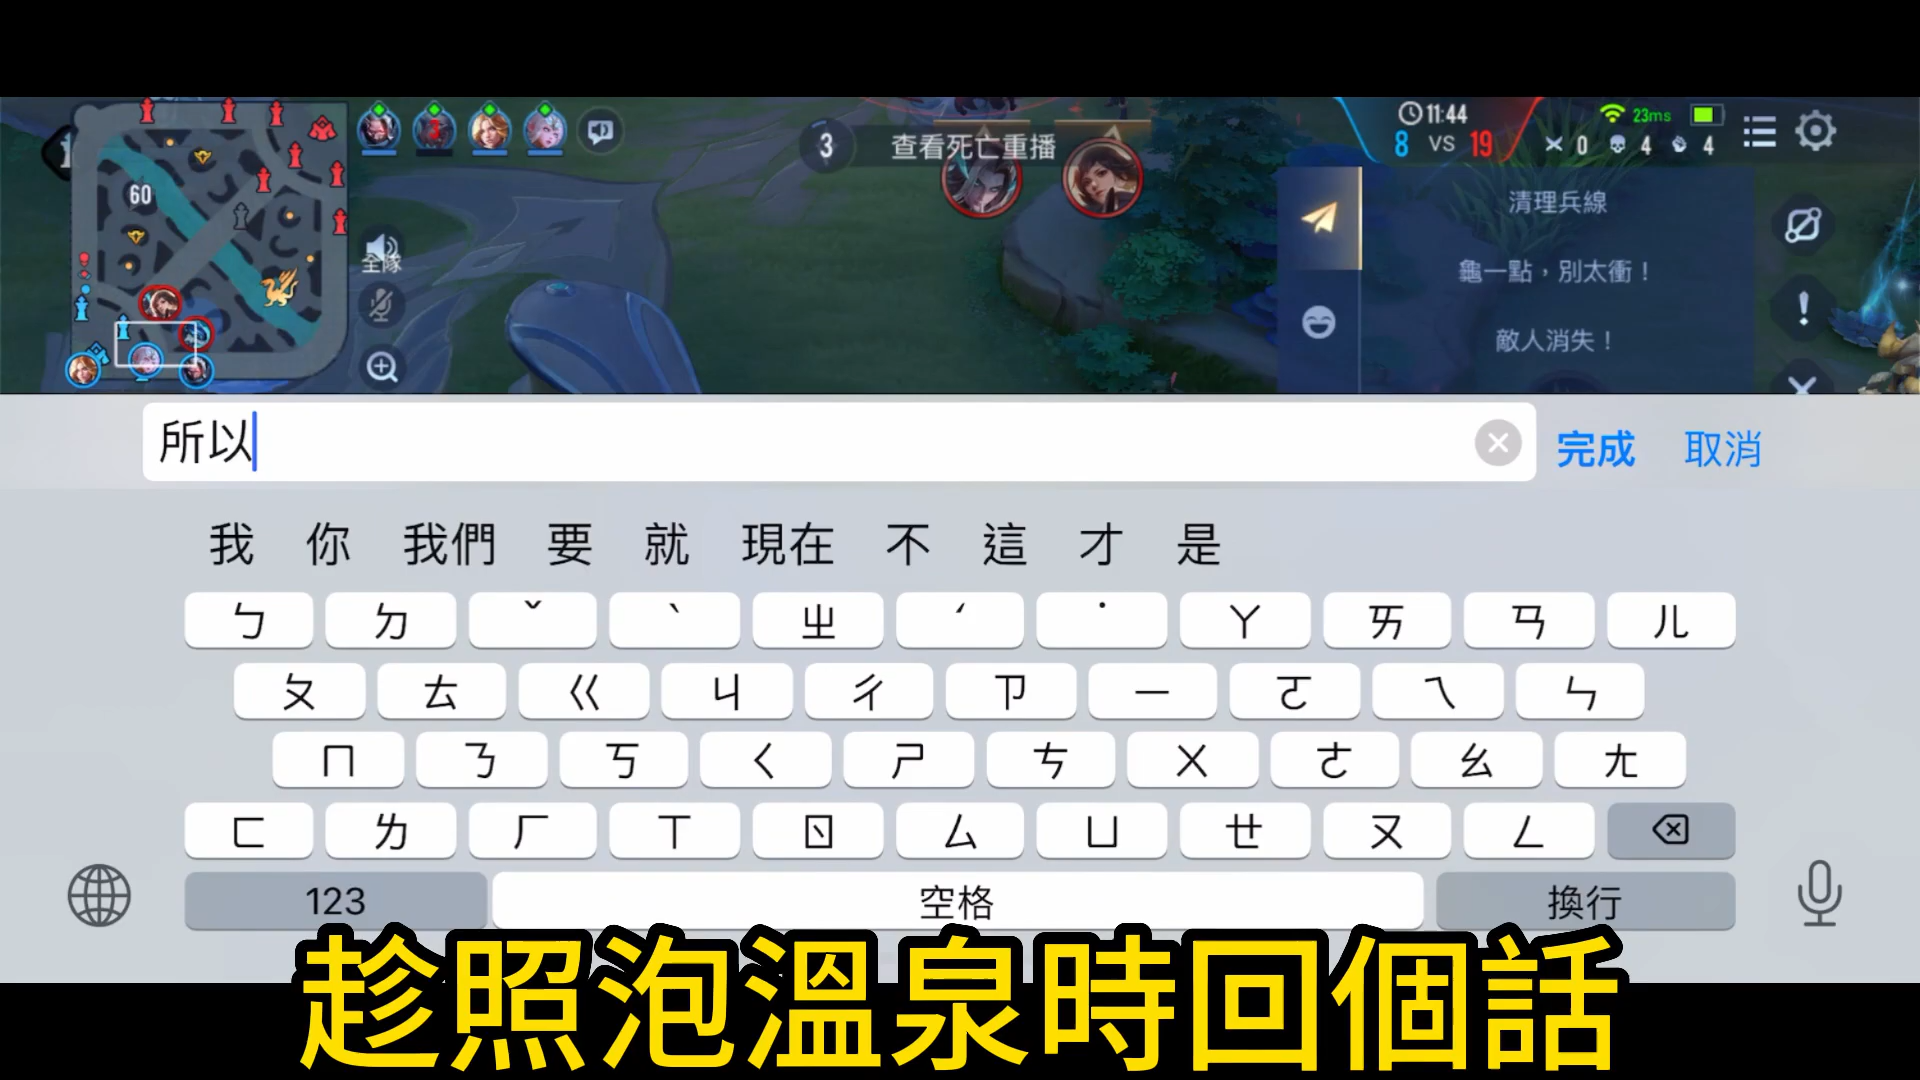 60
全隊
3
查看死亡重播
11:44
8 VS 19
23ms
0 4 4
清理兵線
龜一點，別太衝！
敵人消失！
所以
完成 取消
我 你 我們 要 就 現在 不 這 才 是
ㄅ ㄉ ˇ ˋ ㄓ ˊ ˙ ㄚ ㄞ ㄢ ㄦ
ㄆ ㄊ ㄍ ㄐ ㄔ ㄗ ㄧ ㄛ ㄟ ㄣ
ㄇ ㄋ ㄎ ㄑ ㄕ ㄘ ㄨ ㄜ ㄠ ㄤ
ㄈ ㄌ ㄏ ㄒ ㄖ ㄙ ㄩ ㄝ ㄡ ㄥ
123 空格 換行
趁照泡溫泉時回個話